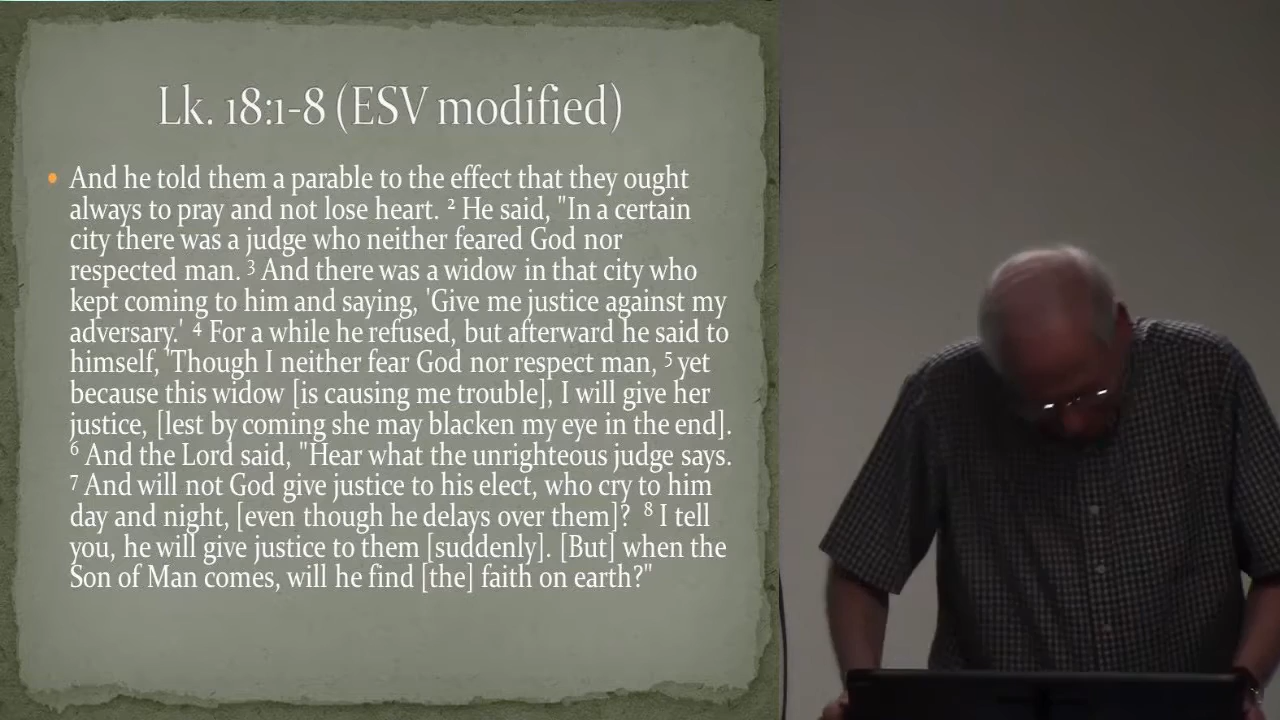 Lk. 18:1-8 (ESV modified)
• And he told them a parable to the effect that they ought
always to pray and not lose heart. ² He said, "In a certain
city there was a judge who neither feared God nor
respected man. ³ And there was a widow in that city who
kept coming to him and saying, 'Give me justice against my
adversary.' ⁴ For a while he refused, but afterward he said to
himself, 'Though I neither fear God nor respect man, ⁵ yet
because this widow [is causing me trouble], I will give her
justice, [lest by coming she may blacken my eye in the end].
⁶ And the Lord said, "Hear what the unrighteous judge says.
⁷ And will not God give justice to his elect, who cry to him
day and night, [even though he delays over them]? ⁸ I tell
you, he will give justice to them [suddenly]. [But] when the
Son of Man comes, will he find [the] faith on earth?"